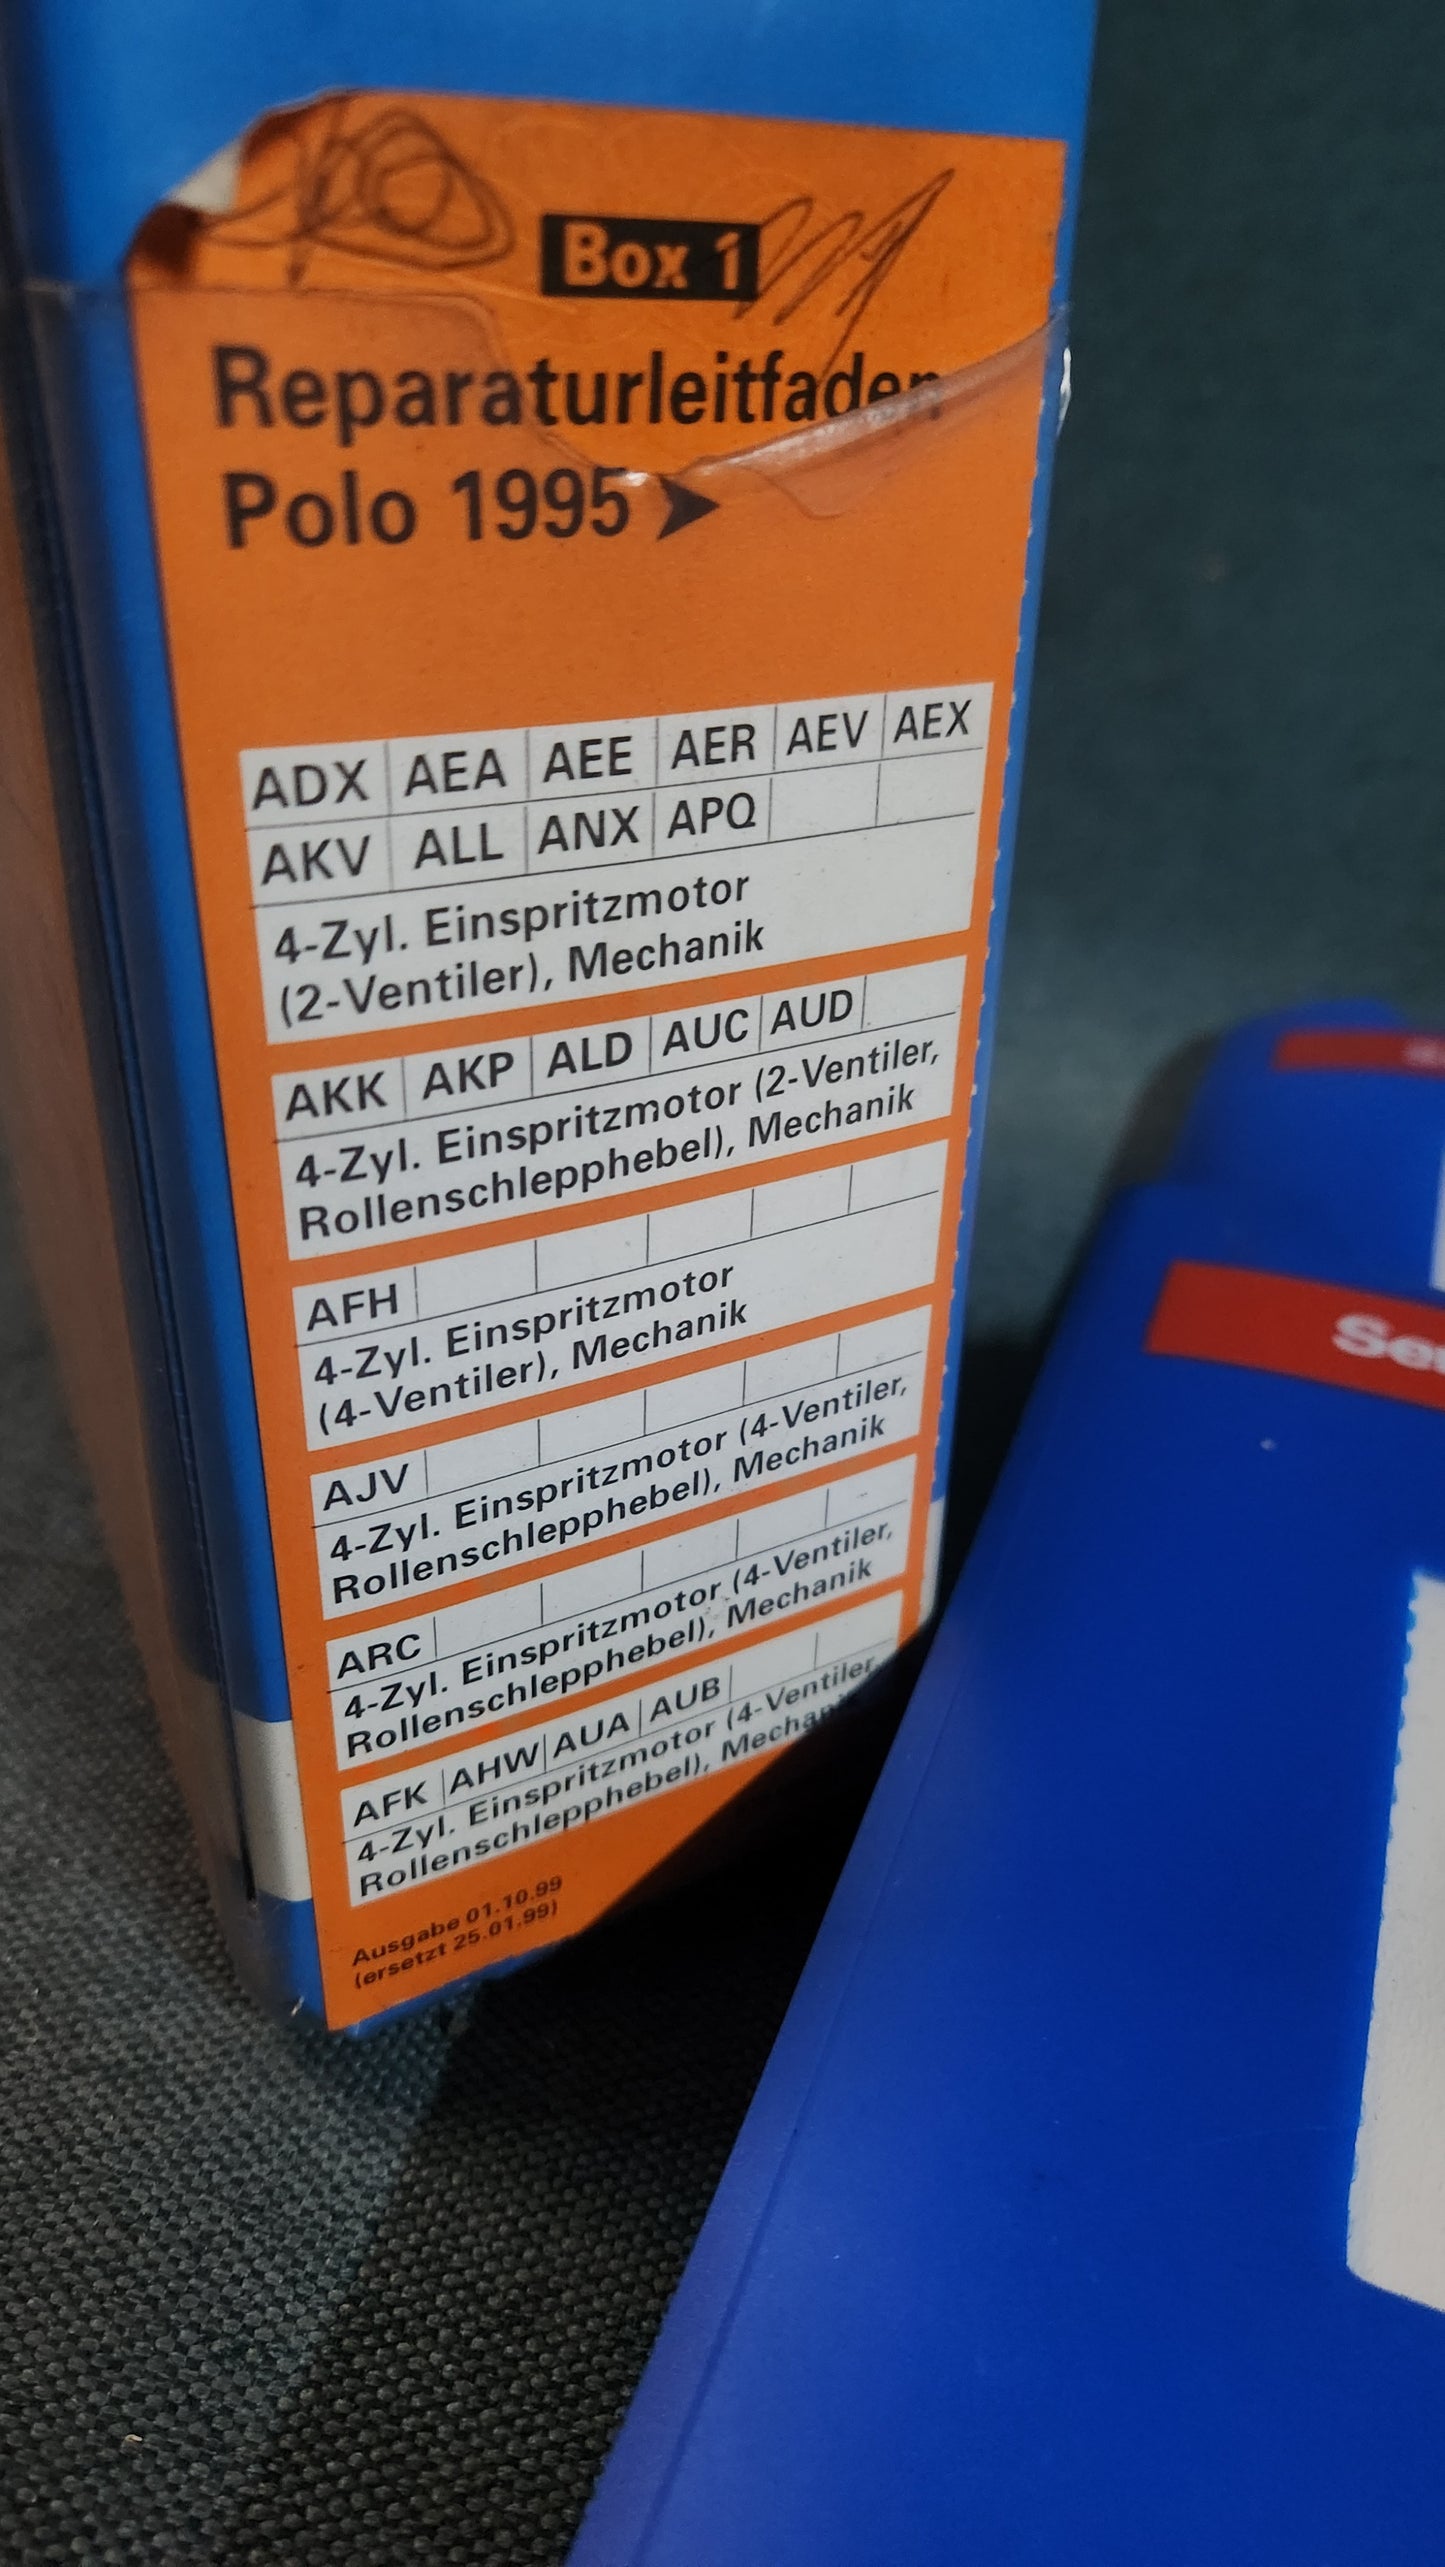 Box 1
Reparaturleitfaden
Polo 1995 ➤
ADX AEA AEE AER AEV AEX
AKV ALL ANX APQ
4-Zyl. Einspritzmotor
(2-Ventiler), Mechanik
AKK AKP ALD AUC AUD
4-Zyl. Einspritzmotor (2-Ventiler,
Rollenschlepphebel), Mechanik
AFH
4-Zyl. Einspritzmotor
(4-Ventiler), Mechanik
AJV
4-Zyl. Einspritzmotor (4-Ventiler,
Rollenschlepphebel), Mechanik
ARC
4-Zyl. Einspritzmotor (4-Ventiler,
Rollenschlepphebel), Mechanik
AFK AHW AUA AUB
4-Zyl. Einspritzmotor (4-Ventiler,
Rollenschlepphebel), Mechanik
Ausgabe 01.10.99
(ersetzt 25.01.99)